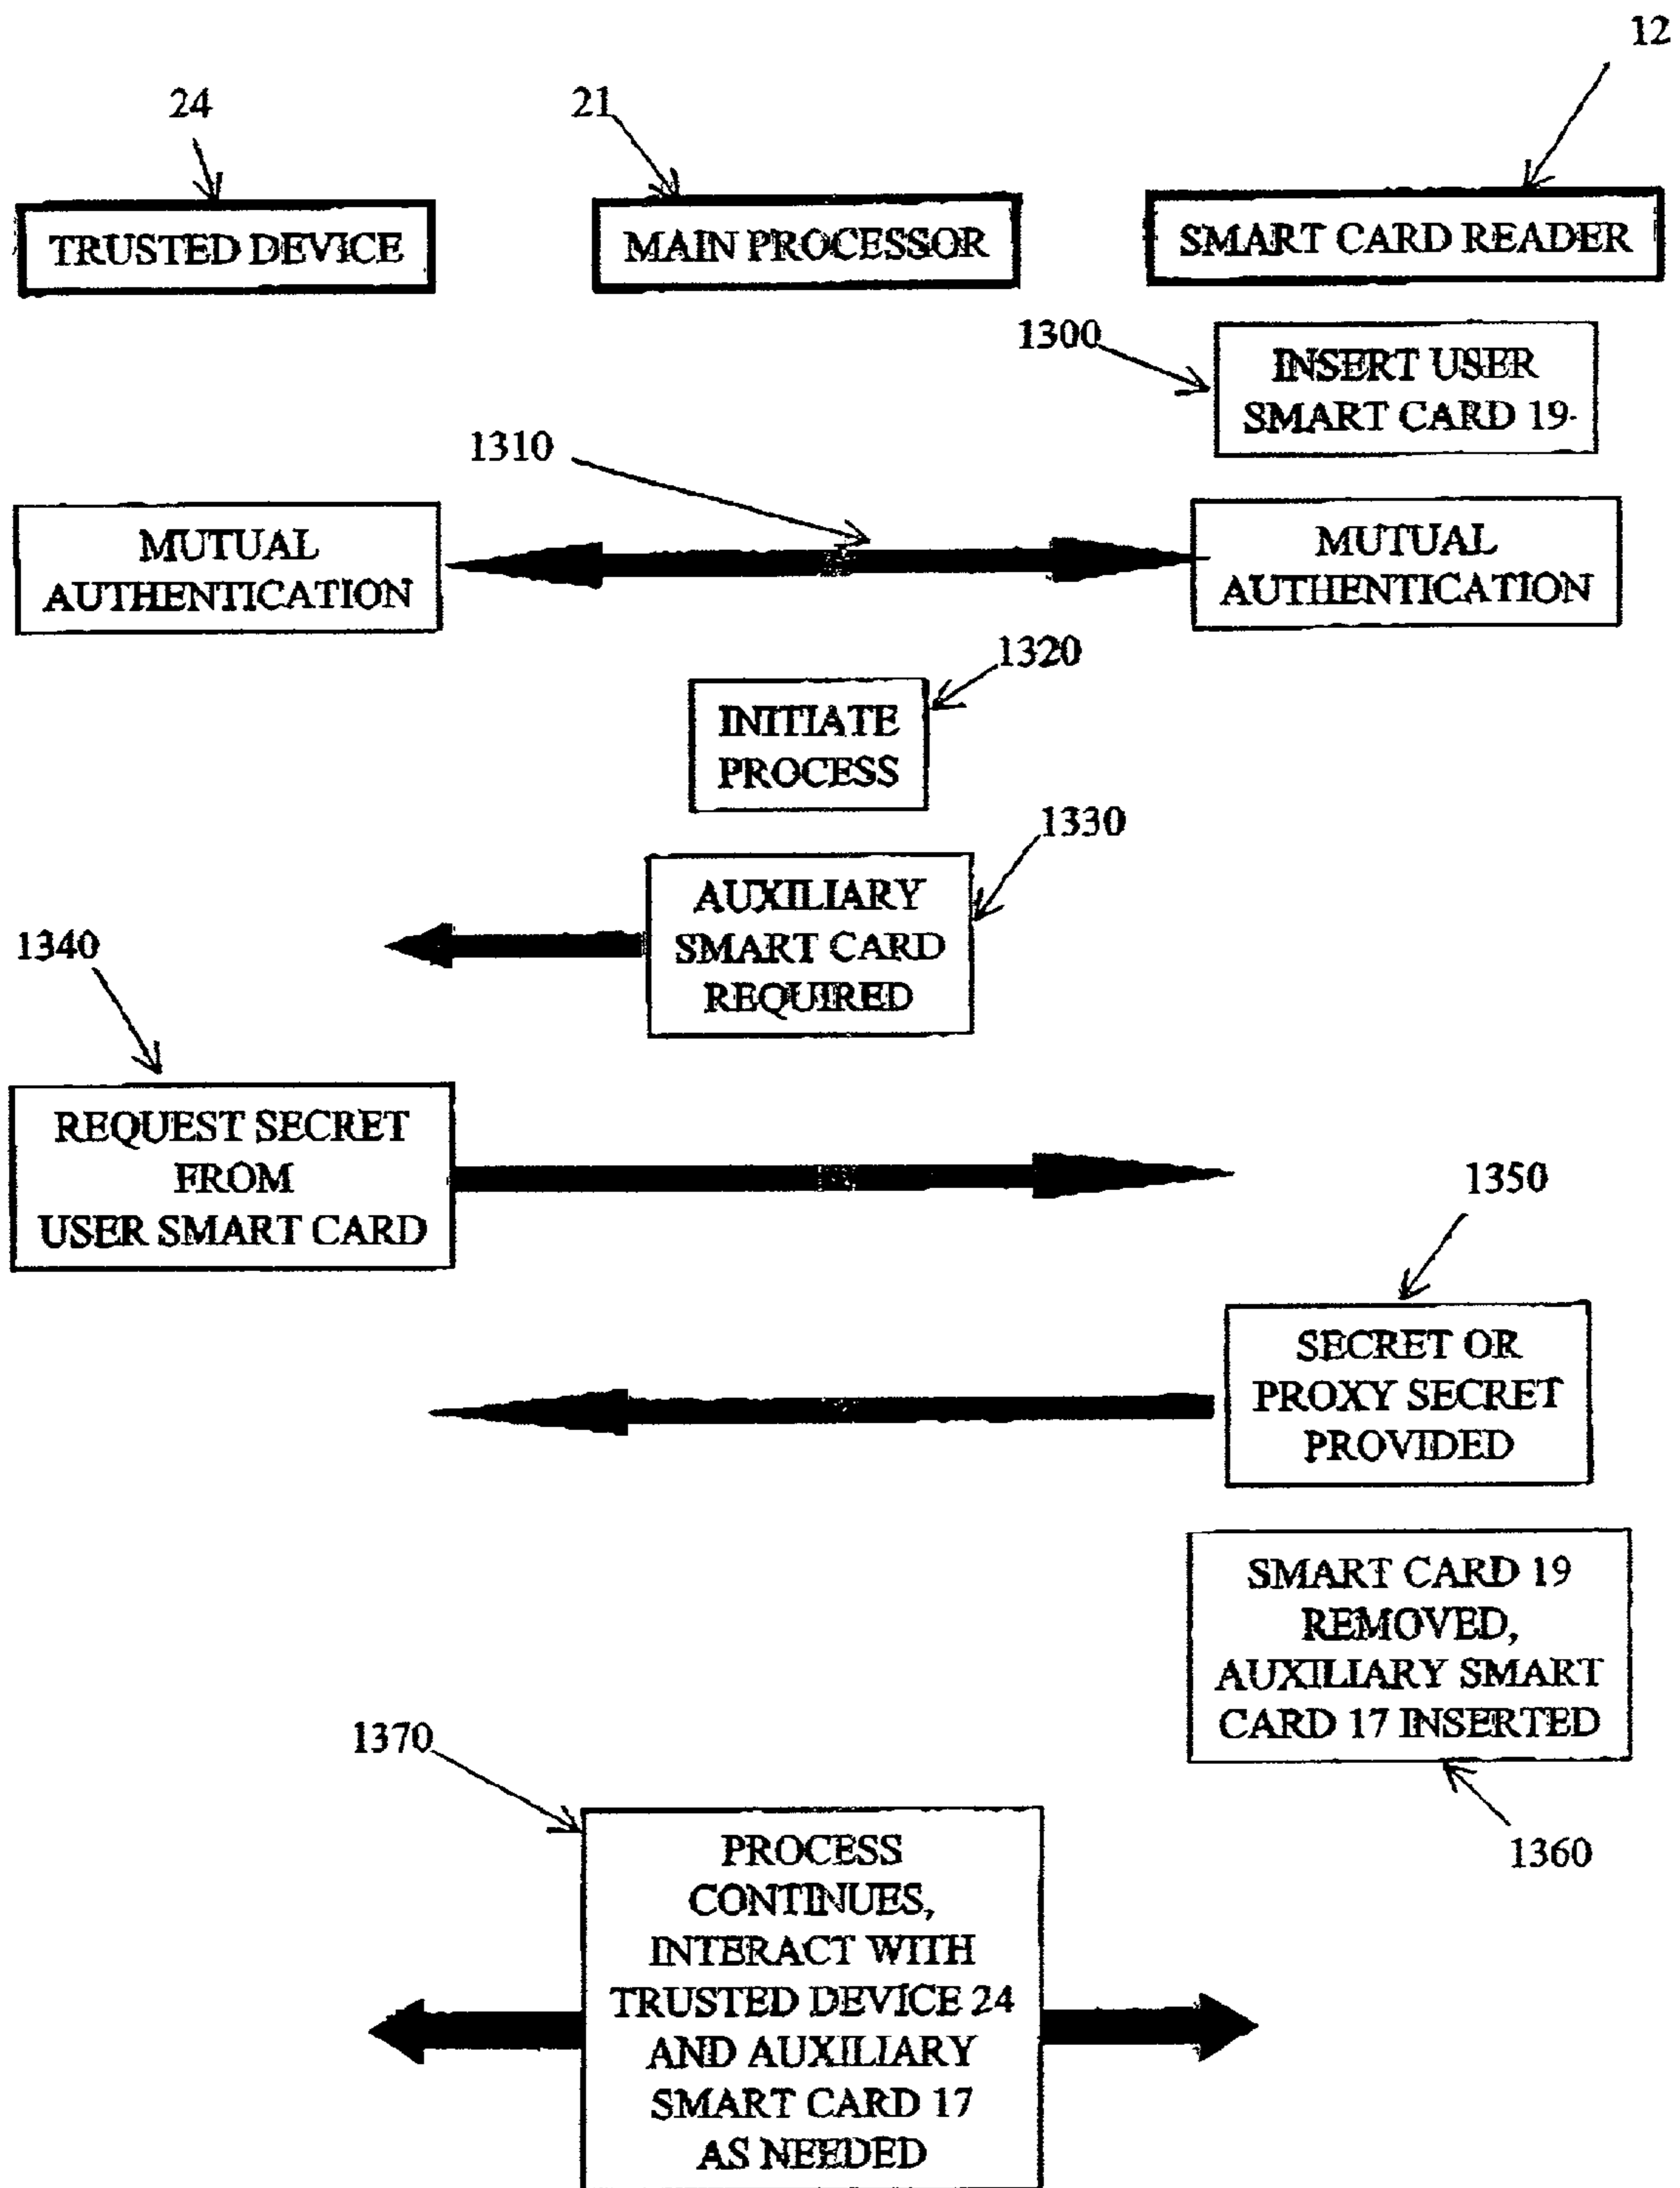 12
24
21
TRUSTED DEVICE
MAIN PROCESSOR
SMART CARD READER
1300
INSERT USER
SMART CARD 19
1310
MUTUAL
AUTHENTICATION
MUTUAL
AUTHENTICATION
1320
INITIATE
PROCESS
1330
AUXILIARY
SMART CARD
REQUIRED
1340
REQUEST SECRET
FROM
USER SMART CARD
1350
SECRET OR
PROXY SECRET
PROVIDED
SMART CARD 19
REMOVED,
AUXILIARY SMART
CARD 17 INSERTED
1360
1370
PROCESS
CONTINUES,
INTERACT WITH
TRUSTED DEVICE 24
AND AUXILIARY
SMART CARD 17
AS NEEDED